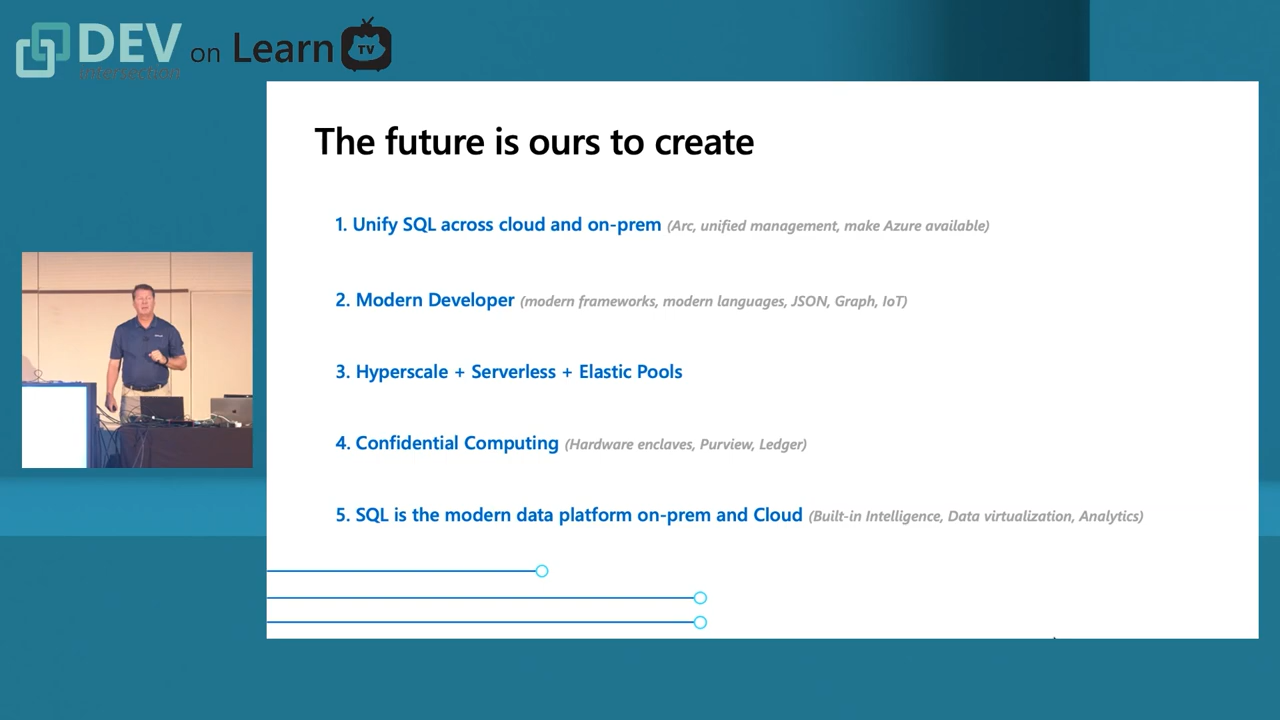 DEV on Learn TV
intersection
The future is ours to create
1. Unify SQL across cloud and on-prem (Arc, unified management, make Azure available)
2. Modern Developer (modern frameworks, modern languages, JSON, Graph, IoT)
3. Hyperscale + Serverless + Elastic Pools
4. Confidential Computing (Hardware enclaves, Purview, Ledger)
5. SQL is the modern data platform on-prem and Cloud (Built-in Intelligence, Data virtualization, Analytics)